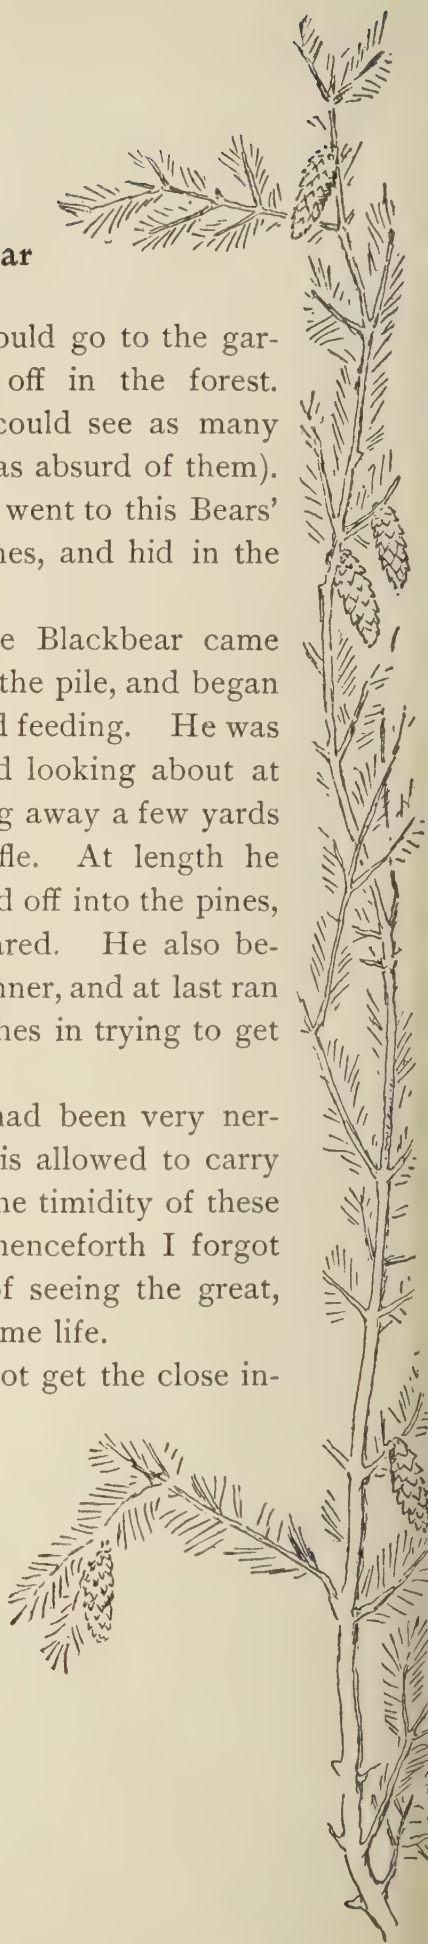 ar
ould go to the gar-
off in the forest.
could see as many
as absurd of them).
went to this Bears'
nes, and hid in the
e Blackbear came
the pile, and began
d feeding. He was
d looking about at
g away a few yards
fle. At length he
d off into the pines,
ared. He also be-
nner, and at last ran
hes in trying to get
had been very ner-
is allowed to carry
he timidity of these
henceforth I forgot
of seeing the great,
me life.
ot get the close in-